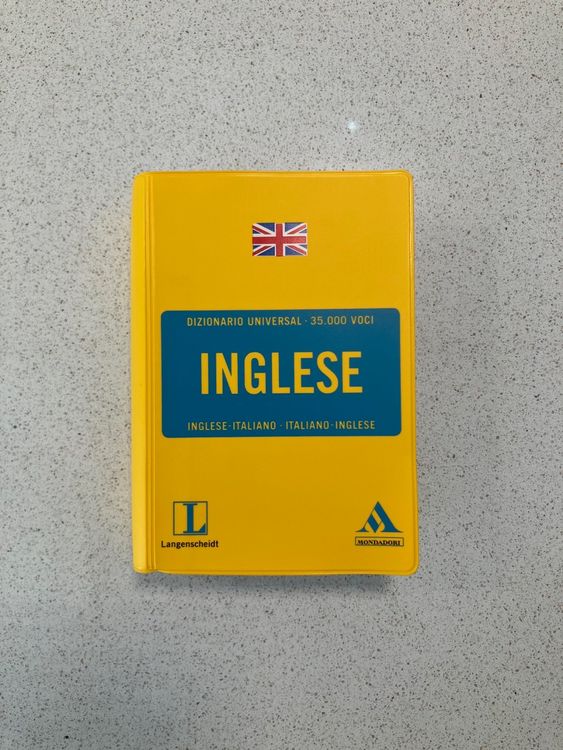 DIZIONARIO UNIVERSAL · 35.000 VOCI
INGLESE
INGLESE·ITALIANO · ITALIANO·INGLESE
L
Langenscheidt
MONDADORI